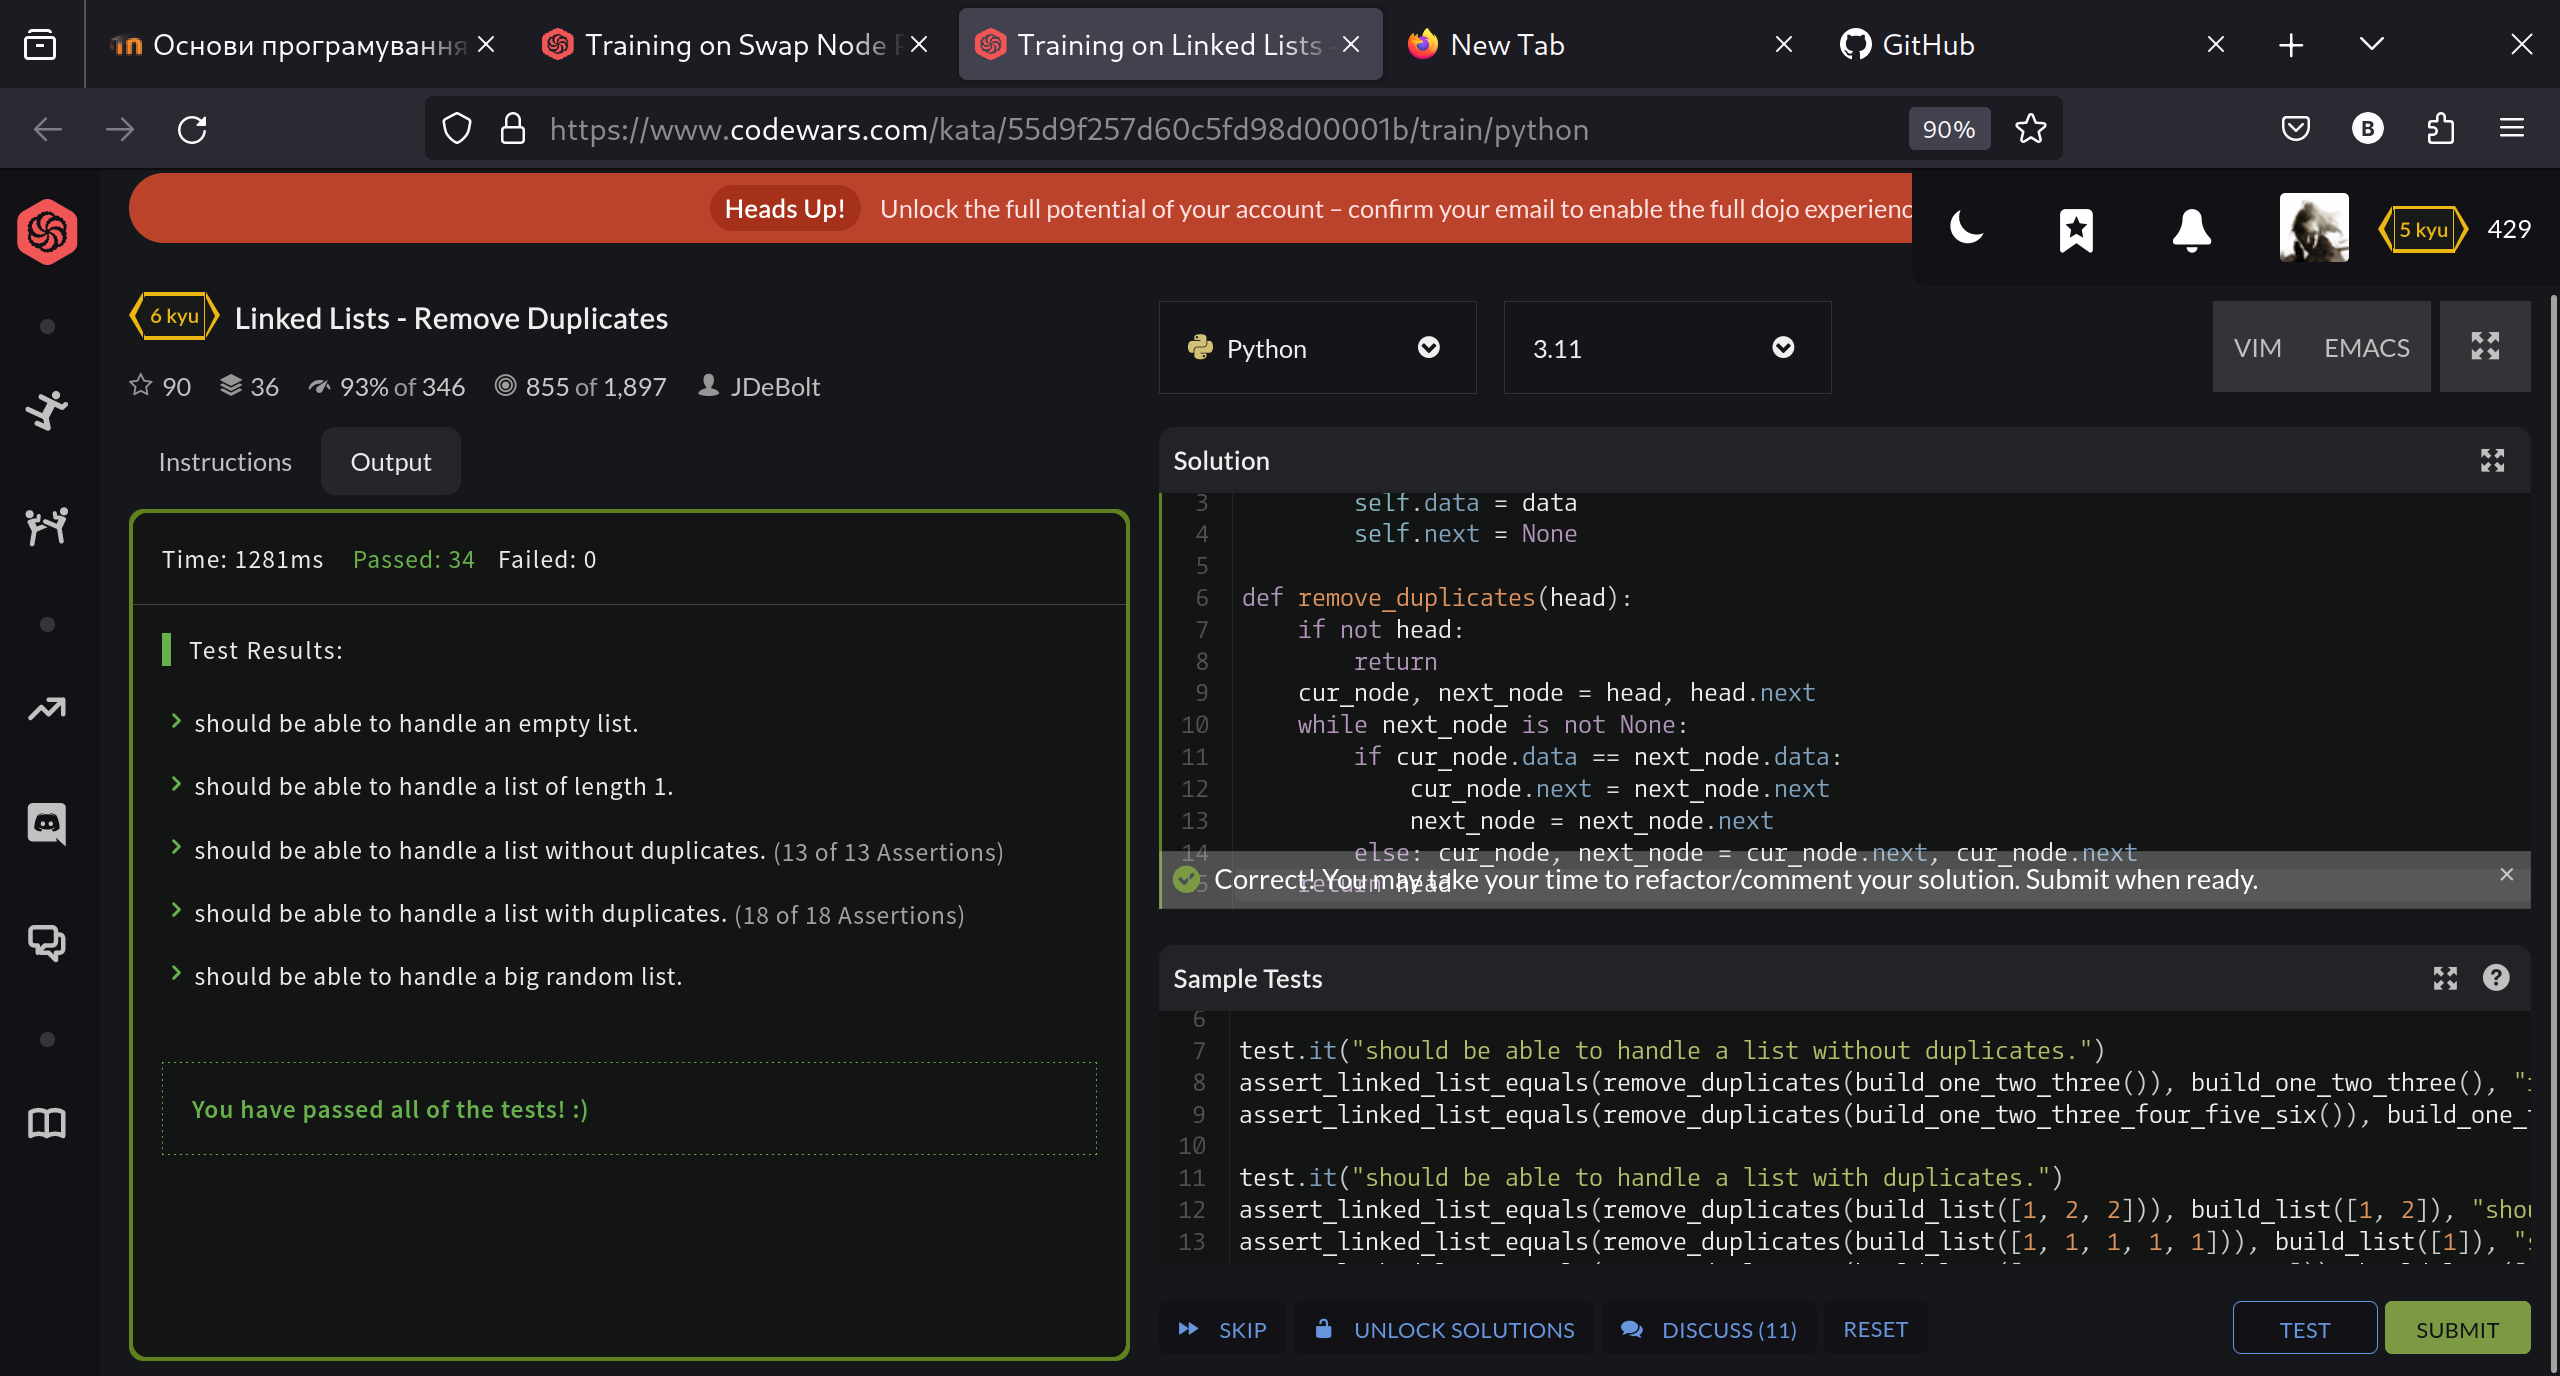 Основи програмування
Training on Swap Node P
Training on Linked Lists -
New Tab
GitHub
https://www.codewars.com/kata/55d9f257d60c5fd98d00001b/train/python
90%
B
Heads Up! Unlock the full potential of your account – confirm your email to enable the full dojo experienc
5 kyu 429
6 kyu Linked Lists - Remove Duplicates
90 36 93% of 346 855 of 1,897 JDeBolt
Instructions Output
Time: 1281ms Passed: 34 Failed: 0
Test Results:
should be able to handle an empty list.
should be able to handle a list of length 1.
should be able to handle a list without duplicates. (13 of 13 Assertions)
should be able to handle a list with duplicates. (18 of 18 Assertions)
should be able to handle a big random list.
You have passed all of the tests! :)
Python 3.11 VIM EMACS
Solution
3         self.data = data
4         self.next = None
5
6 def remove_duplicates(head):
7     if not head:
8         return
9     cur_node, next_node = head, head.next
10     while next_node is not None:
11         if cur_node.data == next_node.data:
12             cur_node.next = next_node.next
13             next_node = next_node.next
14         else: cur_node, next_node = cur_node.next, cur_node.next
5     return head
Correct! You may take your time to refactor/comment your solution. Submit when ready.
Sample Tests
6
7 test.it("should be able to handle a list without duplicates.")
8 assert_linked_list_equals(remove_duplicates(build_one_two_three()), build_one_two_three(), "
9 assert_linked_list_equals(remove_duplicates(build_one_two_three_four_five_six()), build_one_
10
11 test.it("should be able to handle a list with duplicates.")
12 assert_linked_list_equals(remove_duplicates(build_list([1, 2, 2])), build_list([1, 2]), "shou
13 assert_linked_list_equals(remove_duplicates(build_list([1, 1, 1, 1, 1])), build_list([1]), "
SKIP UNLOCK SOLUTIONS DISCUSS (11) RESET TEST SUBMIT